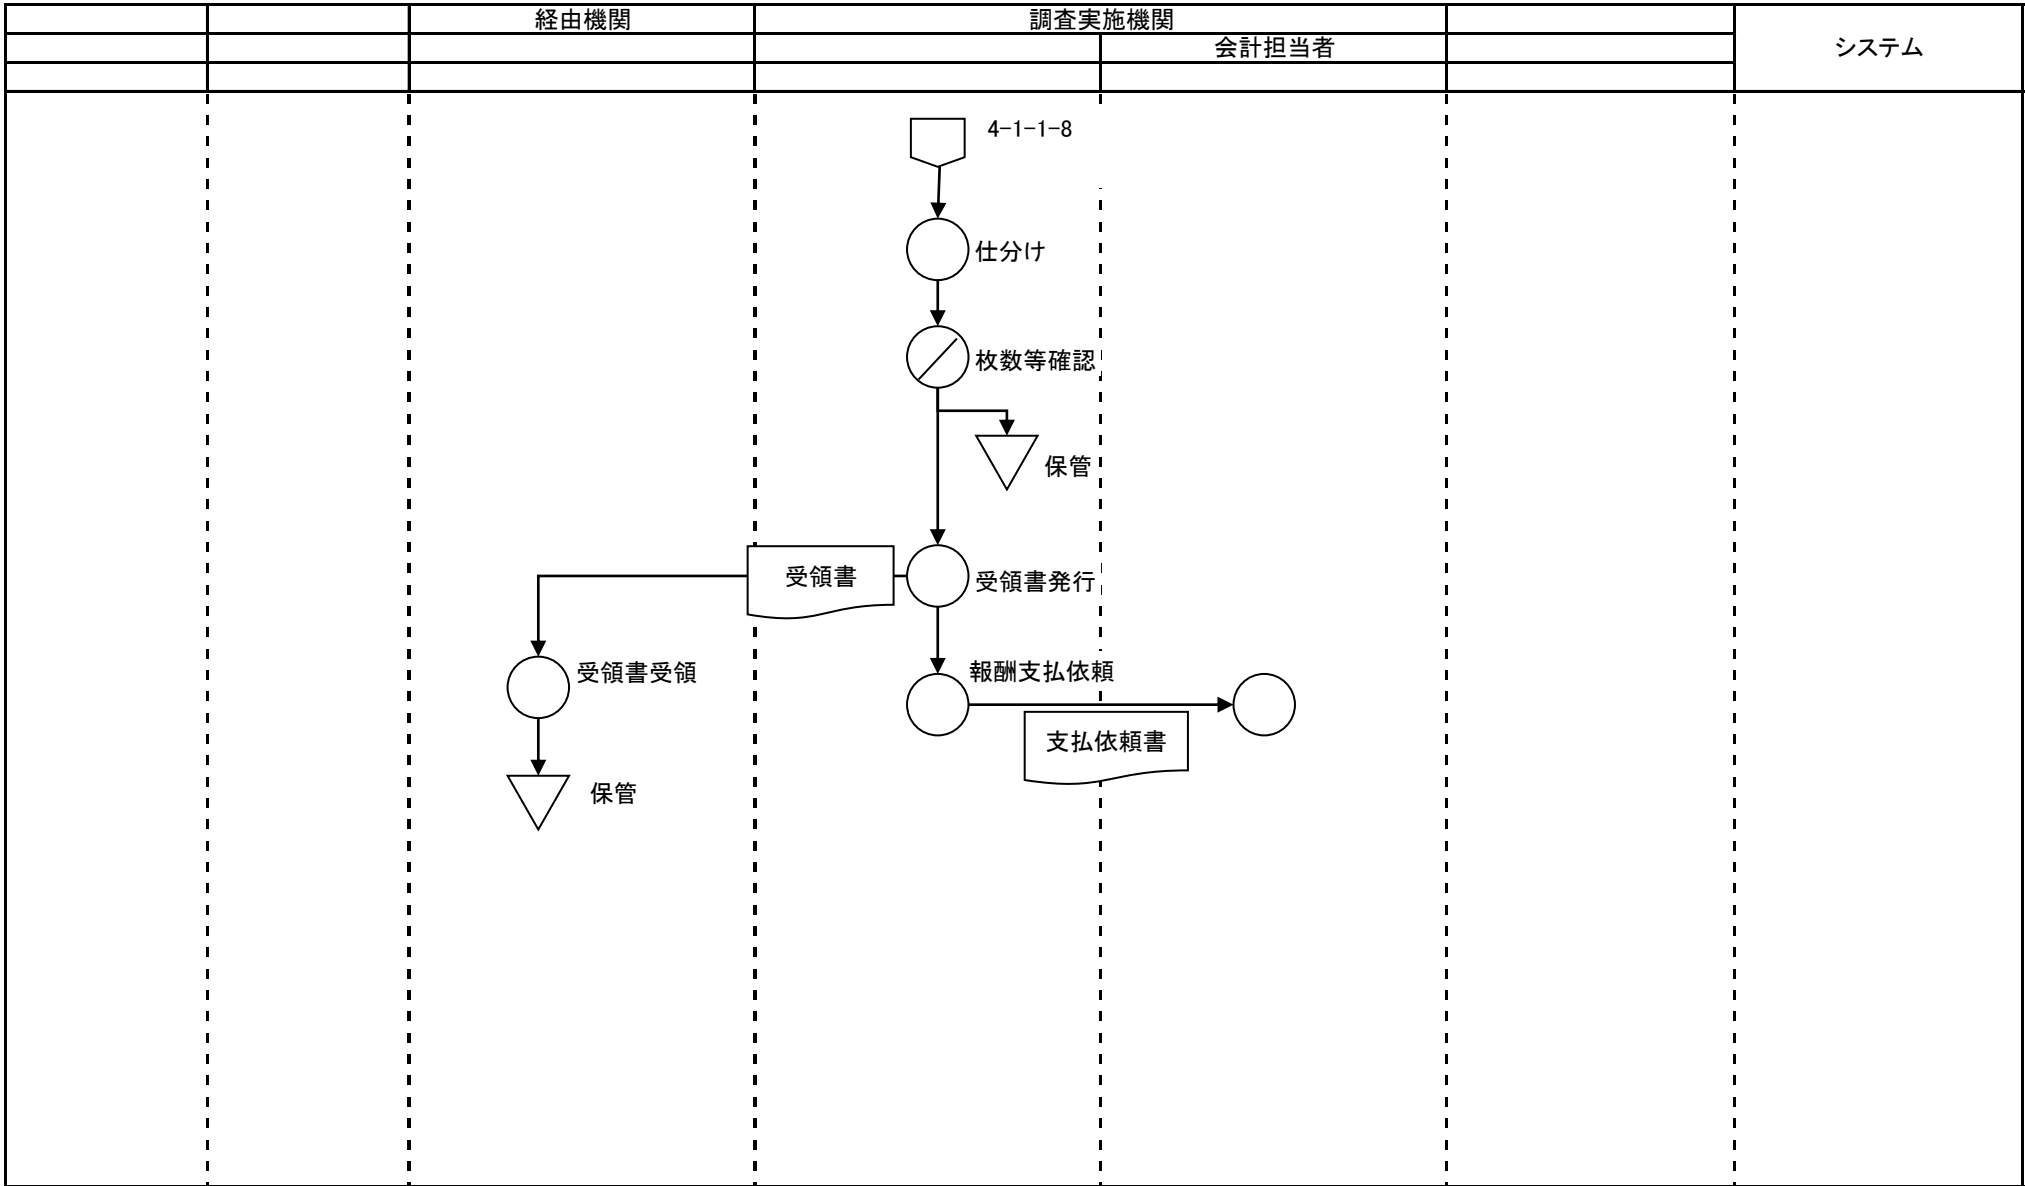 経由機関
調査実施機関
会計担当者
システム
4-1-1-8
仕分け
枚数等確認
保管
受領書
受領書発行
受領書受領
報酬支払依頼
支払依頼書
保管